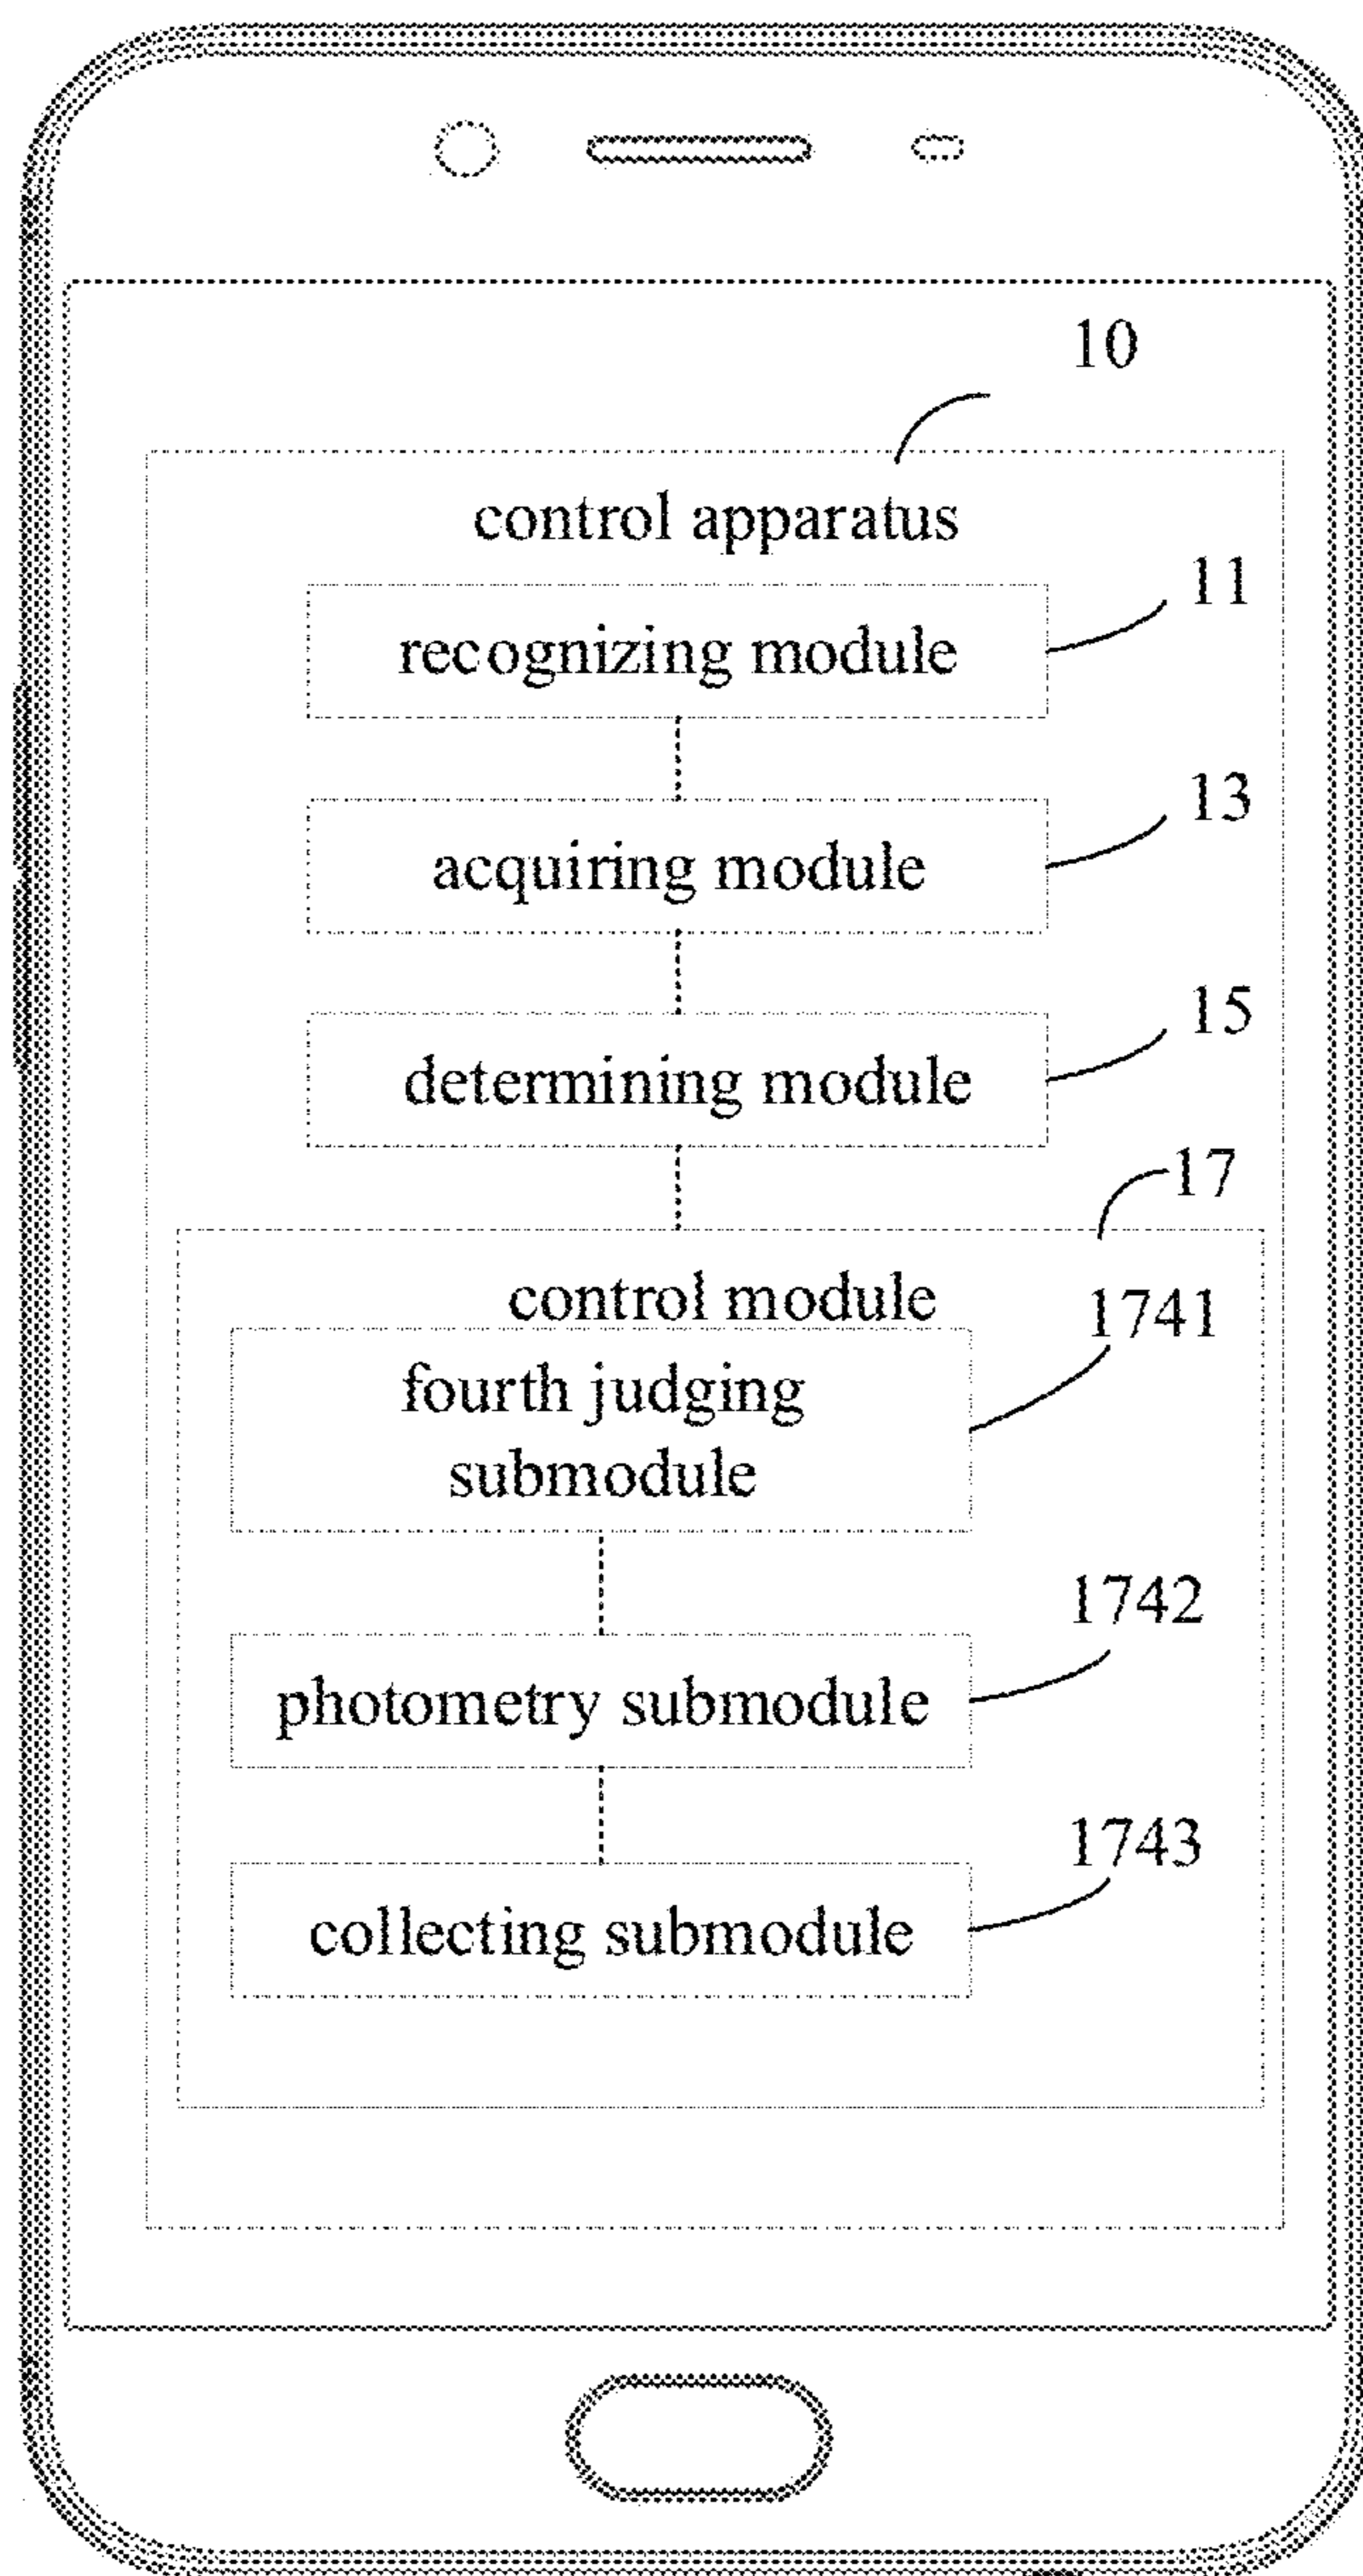 10
control apparatus
11
recognizing module
13
acquiring module
15
determining module
17
control module
1741
fourth judging
submodule
1742
photometry submodule
1743
collecting submodule